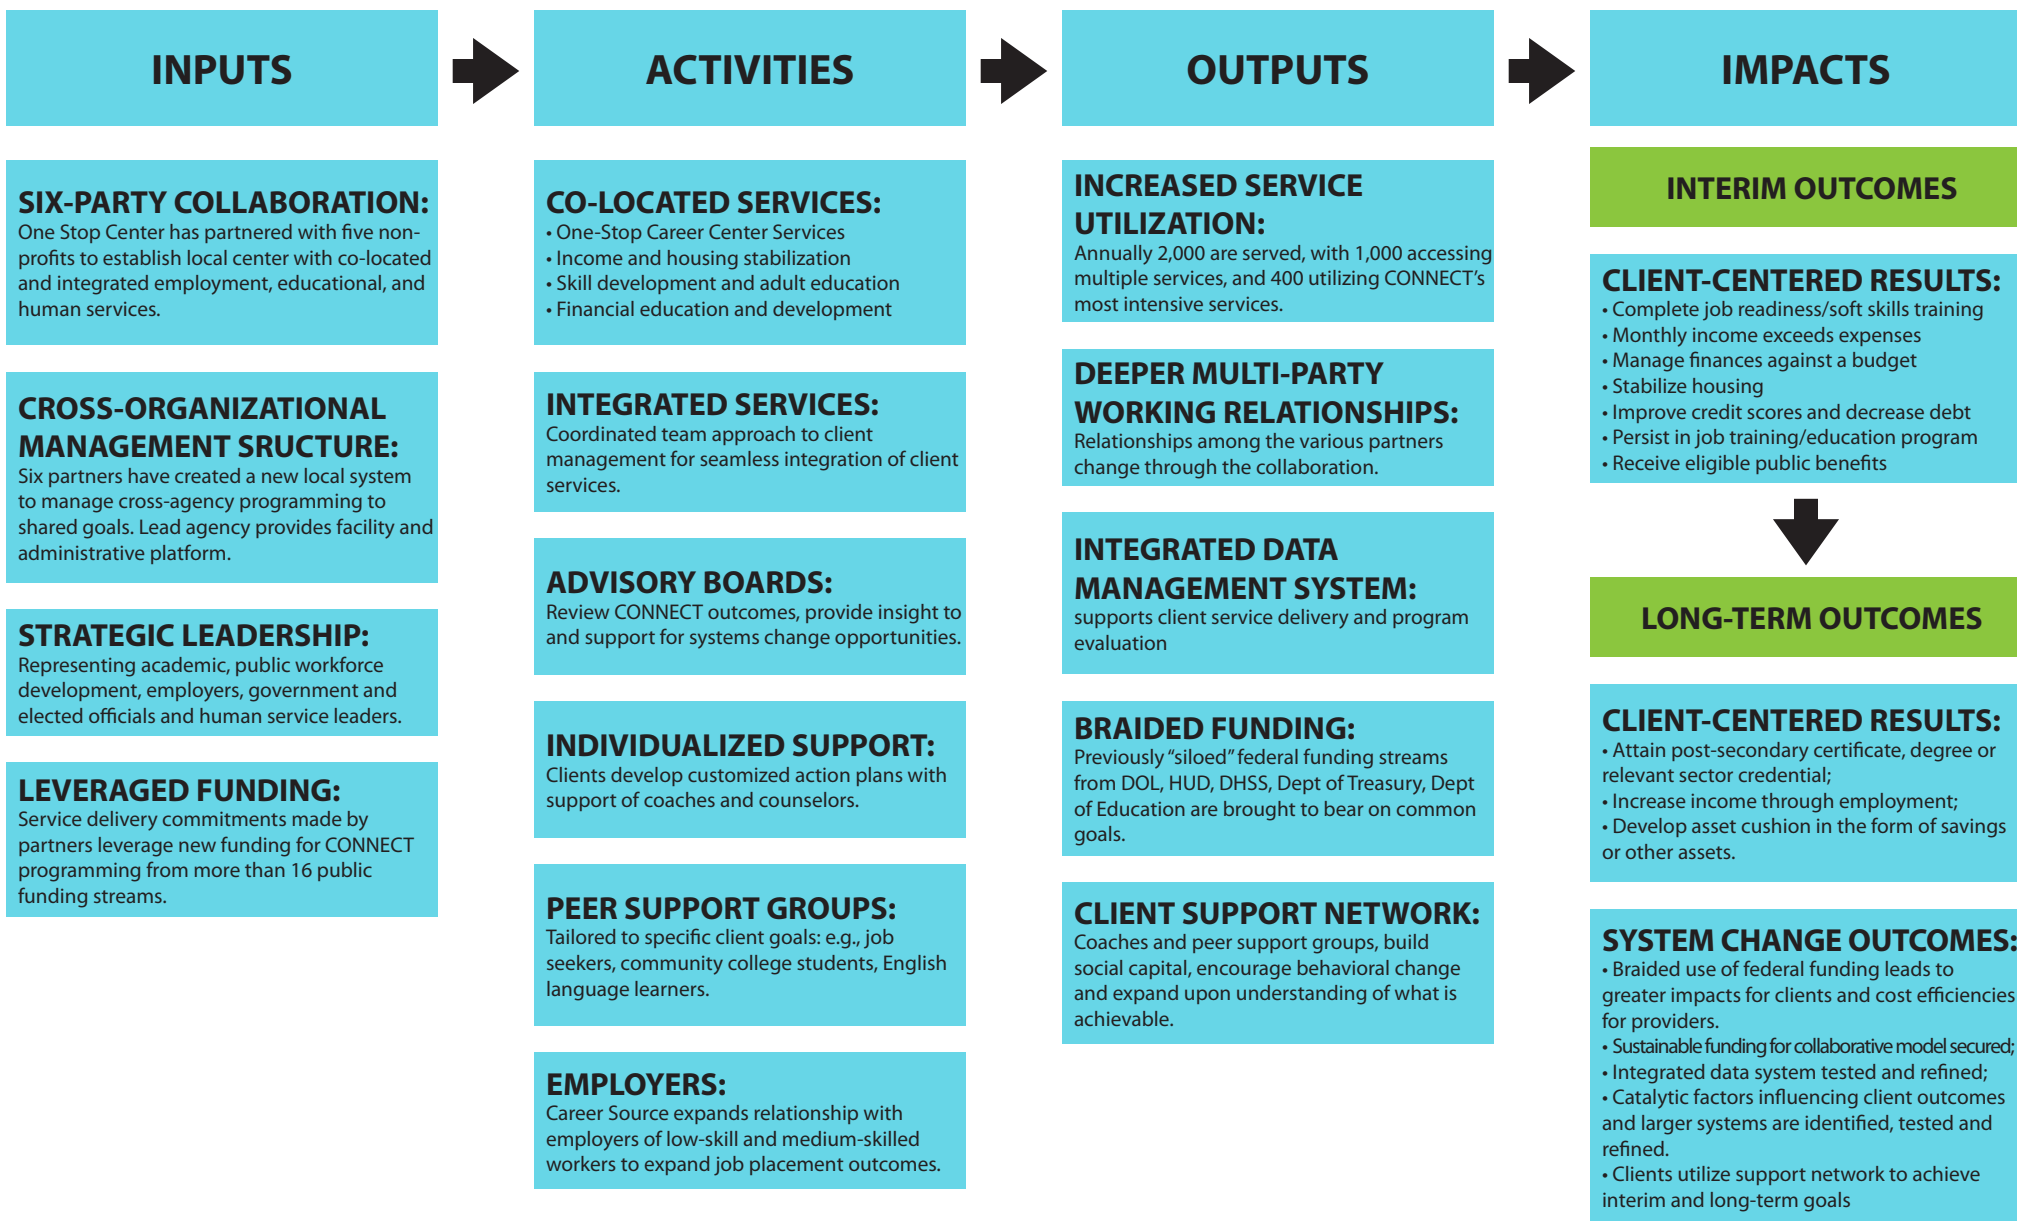 INPUTS
SIX-PARTY COLLABORATION:
One Stop Center has partnered with five non-
profits to establish local center with co-located
and integrated employment, educational, and
human services.
CROSS-ORGANIZATIONAL
MANAGEMENT SRUCTURE:
Six partners have created a new local system
to manage cross-agency programming to
shared goals. Lead agency provides facility and
administrative platform.
STRATEGIC LEADERSHIP:
Representing academic, public workforce
development, employers, government and
elected officials and human service leaders.
LEVERAGED FUNDING:
Service delivery commitments made by
partners leverage new funding for CONNECT
programming from more than 16 public
funding streams.
ACTIVITIES
CO-LOCATED SERVICES:
• One-Stop Career Center Services
• Income and housing stabilization
• Skill development and adult education
• Financial education and development
INTEGRATED SERVICES:
Coordinated team approach to client
management for seamless integration of client
services.
ADVISORY BOARDS:
Review CONNECT outcomes, provide insight to
and support for systems change opportunities.
INDIVIDUALIZED SUPPORT:
Clients develop customized action plans with
support of coaches and counselors.
PEER SUPPORT GROUPS:
Tailored to specific client goals: e.g., job
seekers, community college students, English
language learners.
EMPLOYERS:
Career Source expands relationship with
employers of low-skill and medium-skilled
workers to expand job placement outcomes.
OUTPUTS
INCREASED SERVICE
UTILIZATION:
Annually 2,000 are served, with 1,000 accessing
multiple services, and 400 utilizing CONNECT's
most intensive services.
DEEPER MULTI-PARTY
WORKING RELATIONSHIPS:
Relationships among the various partners
change through the collaboration.
INTEGRATED DATA
MANAGEMENT SYSTEM:
supports client service delivery and program
evaluation
BRAIDED FUNDING:
Previously “siloed” federal funding streams
from DOL, HUD, DHSS, Dept of Treasury, Dept
of Education are brought to bear on common
goals.
CLIENT SUPPORT NETWORK:
Coaches and peer support groups, build
social capital, encourage behavioral change
and expand upon understanding of what is
achievable.
IMPACTS
INTERIM OUTCOMES
CLIENT-CENTERED RESULTS:
• Complete job readiness/soft skills training
• Monthly income exceeds expenses
• Manage finances against a budget
• Stabilize housing
• Improve credit scores and decrease debt
• Persist in job training/education program
• Receive eligible public benefits
LONG-TERM OUTCOMES
CLIENT-CENTERED RESULTS:
• Attain post-secondary certificate, degree or
relevant sector credential;
• Increase income through employment;
• Develop asset cushion in the form of savings
or other assets.
SYSTEM CHANGE OUTCOMES:
• Braided use of federal funding leads to
greater impacts for clients and cost efficiencies
for providers.
• Sustainable funding for collaborative model secured;
• Integrated data system tested and refined;
• Catalytic factors influencing client outcomes
and larger systems are identified, tested and
refined.
• Clients utilize support network to achieve
interim and long-term goals